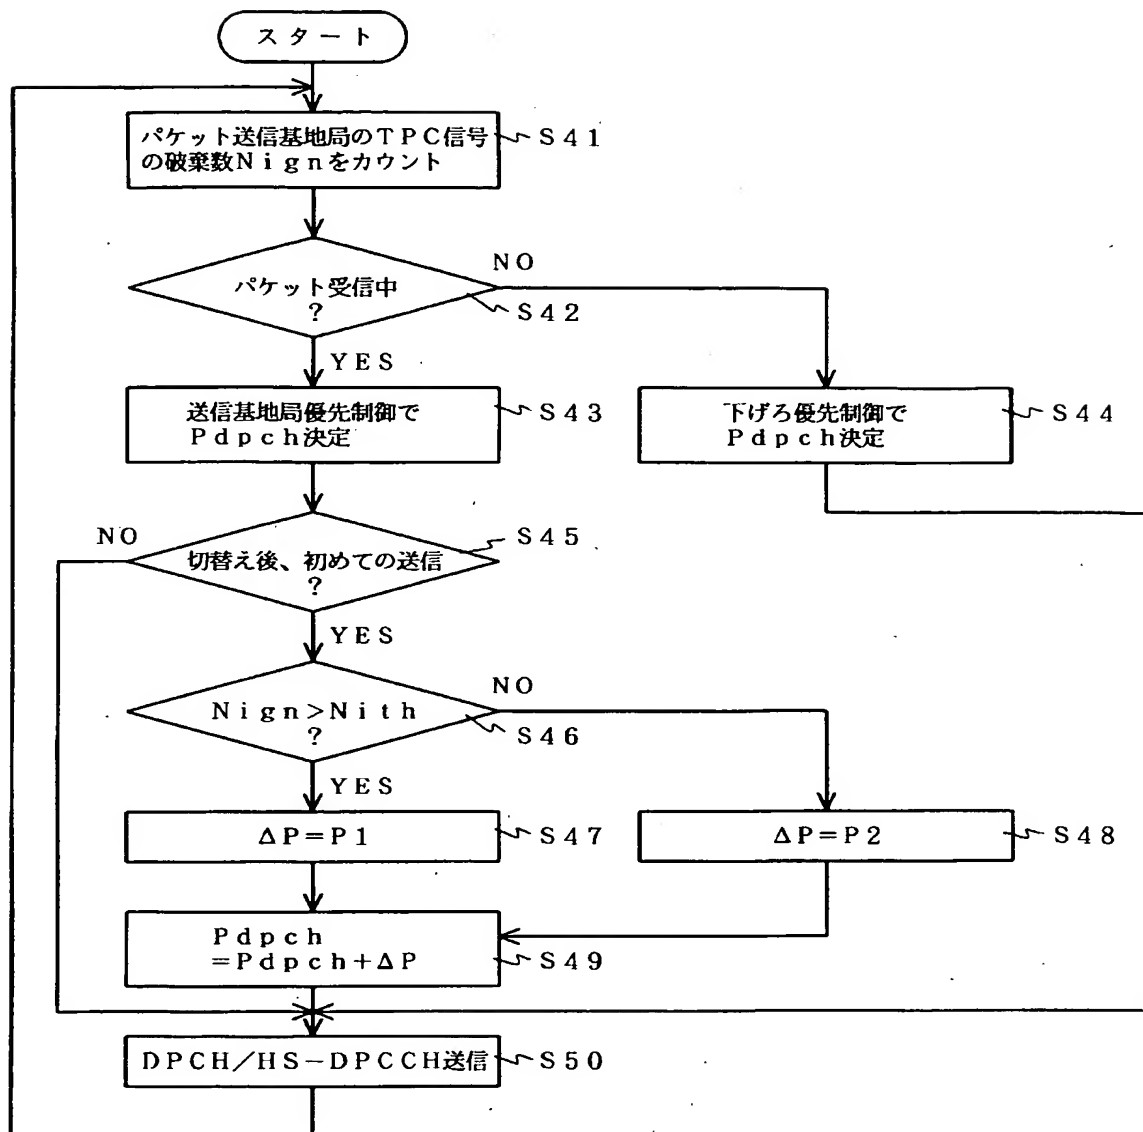 スタート
パケット送信基地局のTPC信号
の破棄数Nignをカウント
S41
パケット受信中
?
NO
S42
YES
送信基地局優先制御で
Pdpch決定
S43
下げろ優先制御で
Pdpch決定
S44
NO
切替え後、初めての送信
?
S45
YES
Nign>Nith
?
NO
S46
YES
ΔP=P1
S47
ΔP=P2
S48
Pdpch
=Pdpch+ΔP
S49
DPCH/HS-DPCCH送信
S50